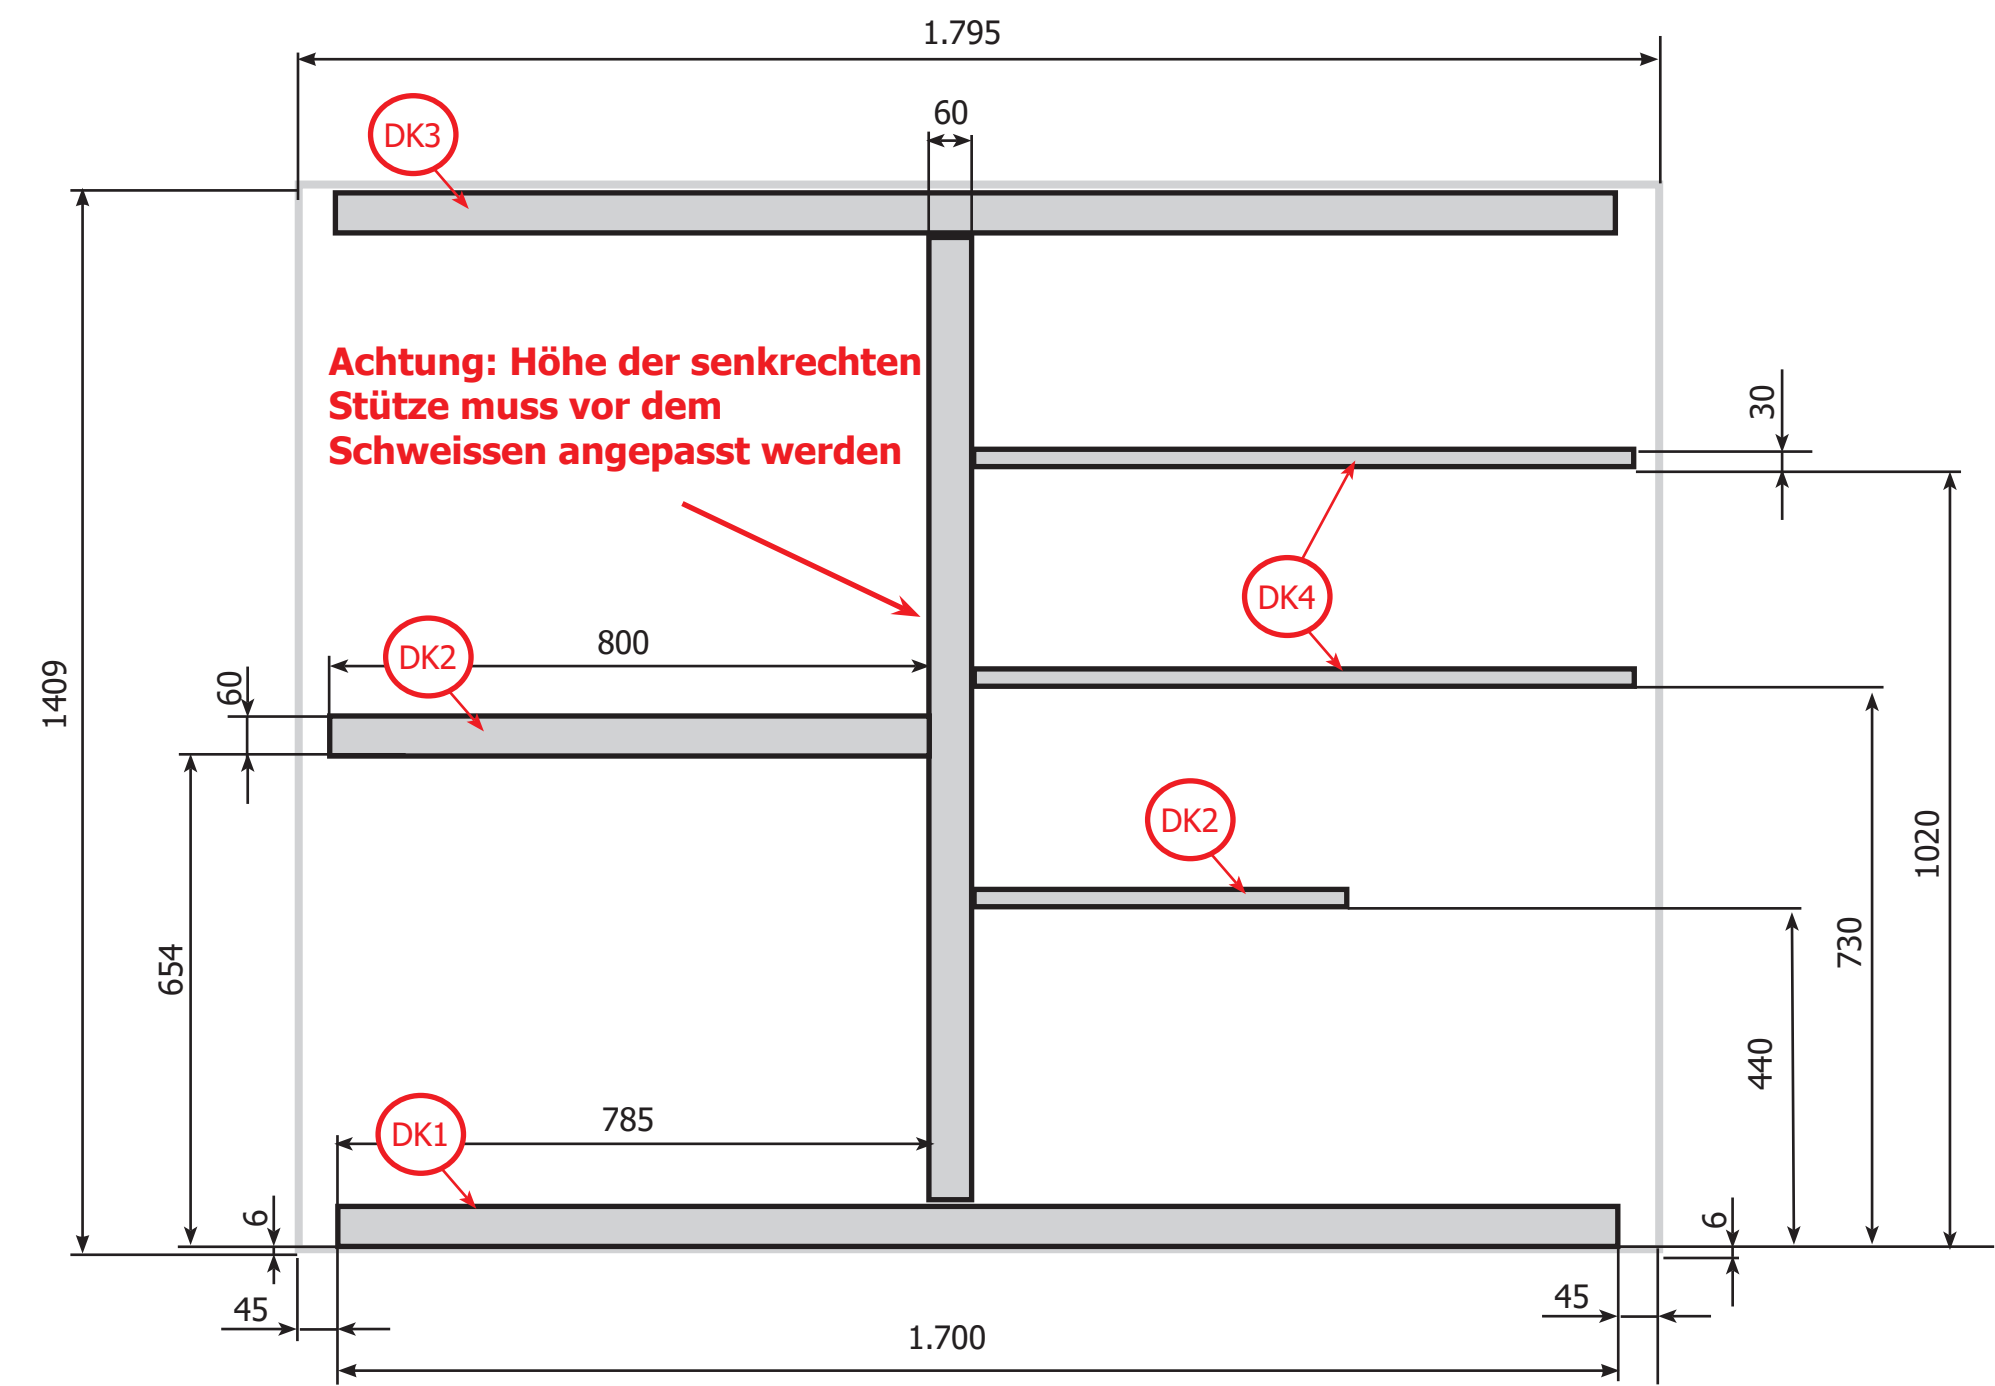 1.795
60
DK3
Achtung: Höhe der senkrechten
Stütze muss vor dem
Schweissen angepasst werden
30
DK4
800
DK2
60
1409
DK2
1020
730
654
440
785
DK1
6
6
45
45
1.700